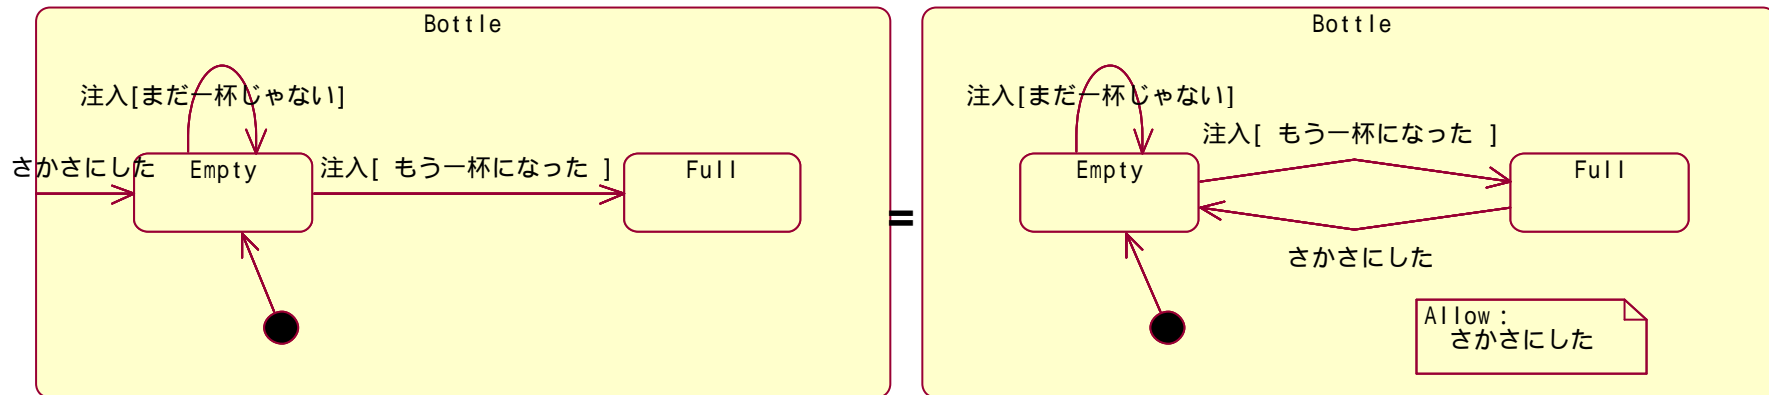 Bottle
注入[まだ一杯じゃない]
さかさにした
Empty
注入[ もう一杯になった ]
Full
=
Bottle
注入[まだ一杯じゃない]
注入[ もう一杯になった ]
Empty
Full
さかさにした
Allow:
さかさにした